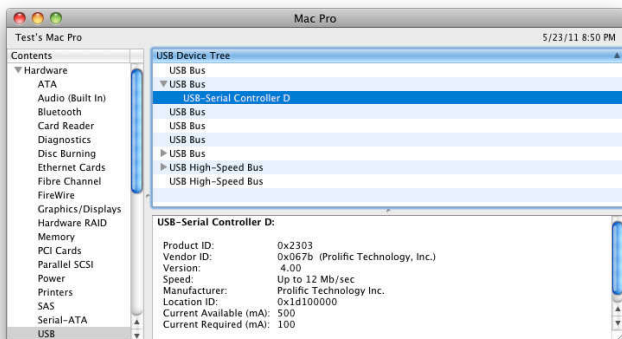 Mac Pro
Test's Mac Pro
5/23/11 8:50 PM
Contents
Hardware
ATA
Audio (Built In)
Bluetooth
Card Reader
Diagnostics
Disc Burning
Ethernet Cards
Fibre Channel
FireWire
Graphics/Displays
Hardware RAID
Memory
PCI Cards
Parallel SCSI
Power
Printers
SAS
Serial-ATA
USB
USB Device Tree
USB Bus
USB Bus
USB-Serial Controller D
USB Bus
USB Bus
USB Bus
USB Bus
USB High-Speed Bus
USB High-Speed Bus
USB-Serial Controller D:
Product ID: 0x2303
Vendor ID: 0x067b (Prolific Technology, Inc.)
Version: 4.00
Speed: Up to 12 Mb/sec
Manufacturer: Prolific Technology Inc.
Location ID: 0x1d100000
Current Available (mA): 500
Current Required (mA): 100